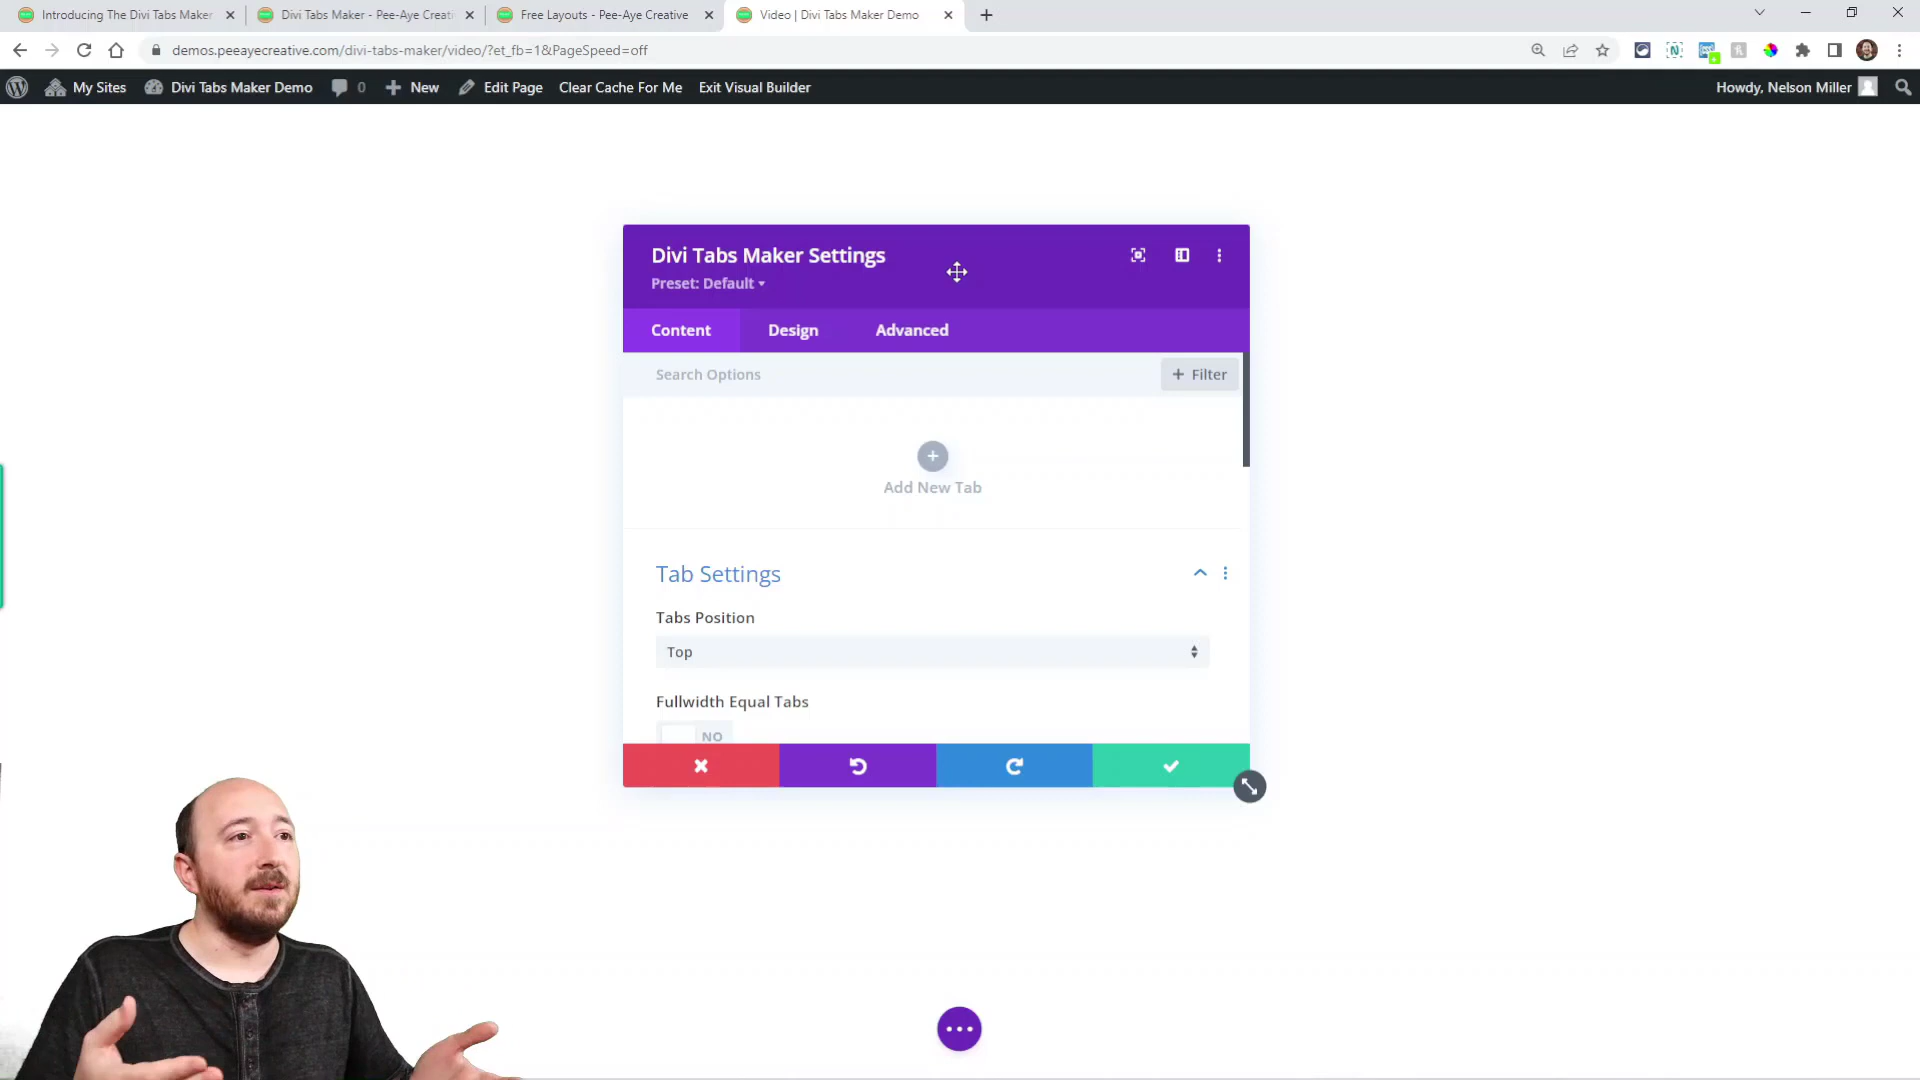 Introducing The Divi Tabs Maker
Divi Tabs Maker - Pee-Aye Creati
Free Layouts - Pee-Aye Creative
Video | Divi Tabs Maker Demo
demos.peeayecreative.com/divi-tabs-maker/video/?et_fb=1&PageSpeed=off
My Sites
Divi Tabs Maker Demo
0
New
Edit Page
Clear Cache For Me
Exit Visual Builder
Howdy, Nelson Miller
Divi Tabs Maker Settings
Preset: Default
Content
Design
Advanced
Search Options
+ Filter
Add New Tab
Tab Settings
Tabs Position
Top
Fullwidth Equal Tabs
NO